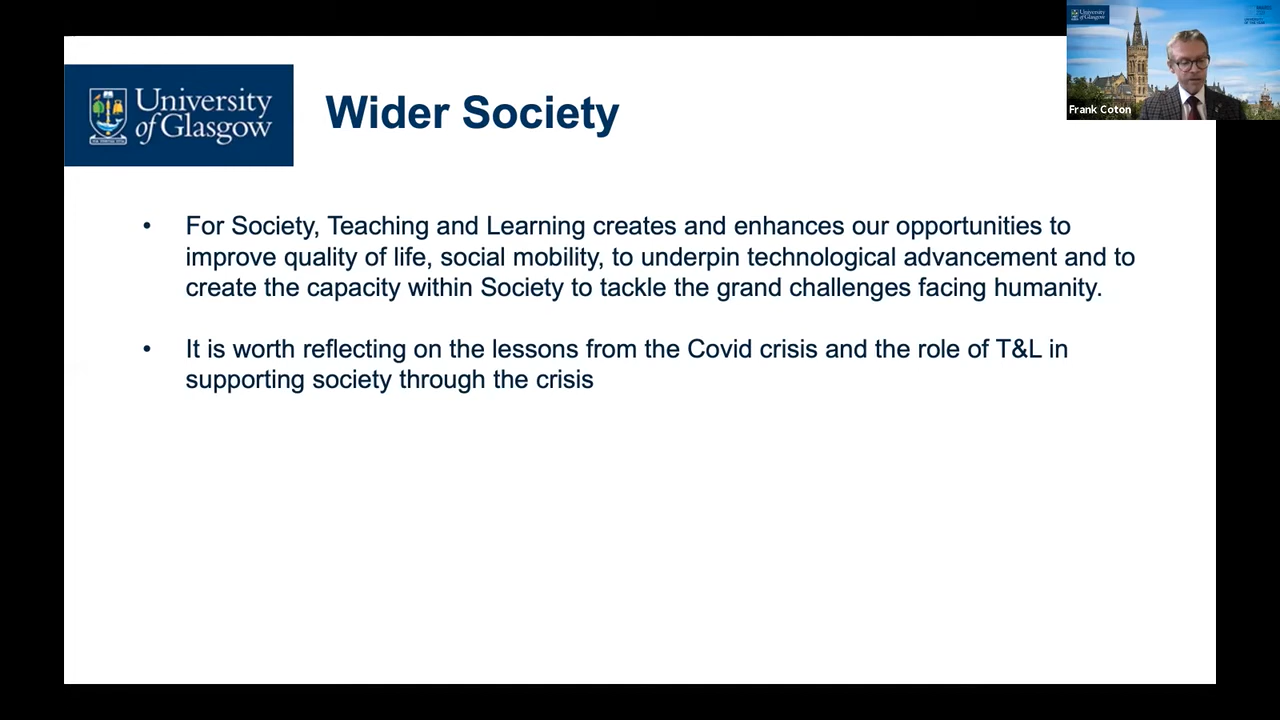 University
of Glasgow
Wider Society
University
of Glasgow
Frank Coton
• For Society, Teaching and Learning creates and enhances our opportunities to
improve quality of life, social mobility, to underpin technological advancement and to
create the capacity within Society to tackle the grand challenges facing humanity.
• It is worth reflecting on the lessons from the Covid crisis and the role of T&L in
supporting society through the crisis